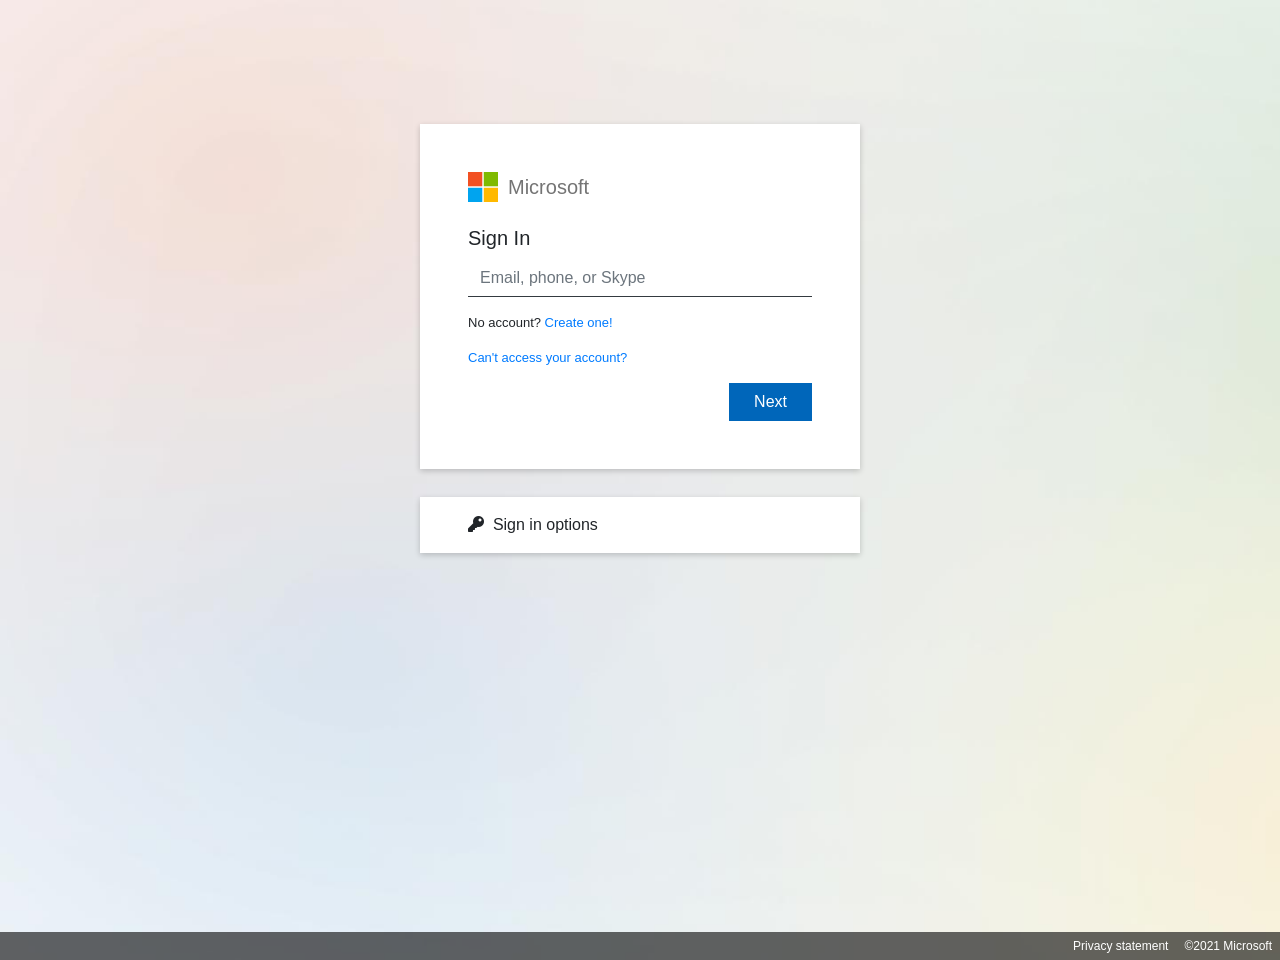 Microsoft
Sign In
Email, phone, or Skype
No account? Create one!
Can't access your account?
Next
Sign in options
Privacy statement ©2021 Microsoft